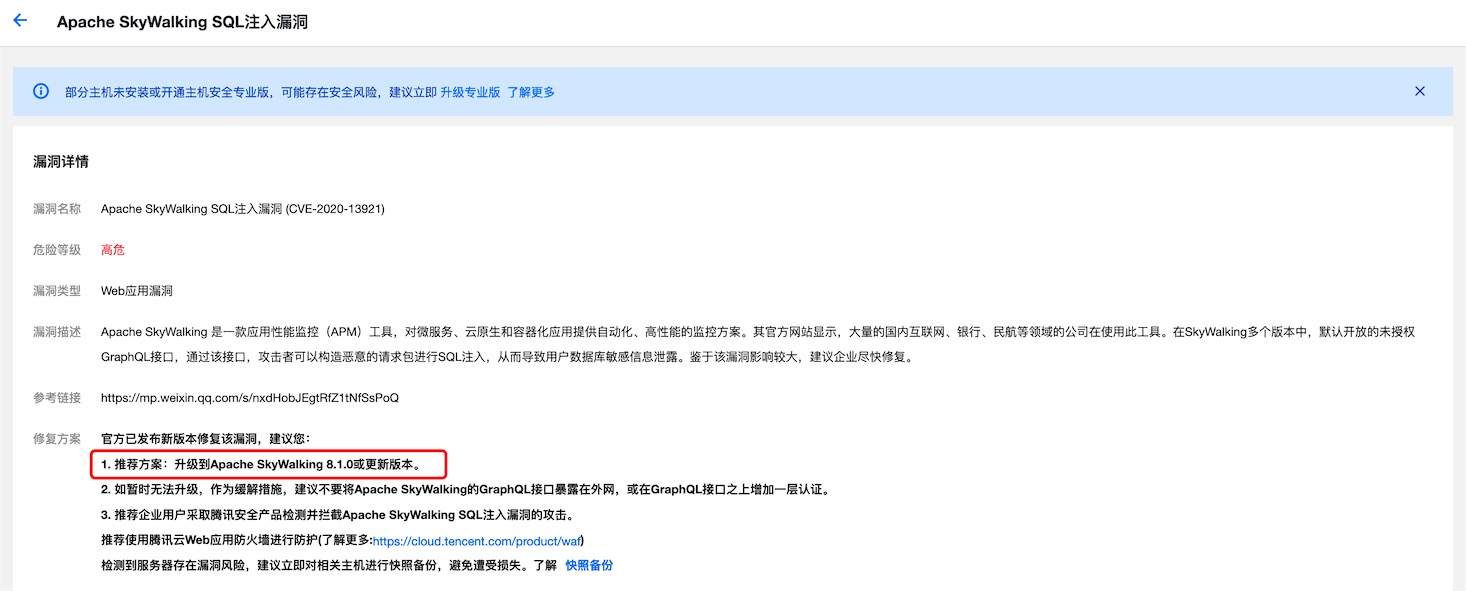 Apache SkyWalking SQL注入漏洞
部分主机未安装或开通主机安全专业版，可能存在安全风险，建议立即 升级专业版 了解更多
漏洞详情
漏洞名称 Apache SkyWalking SQL注入漏洞 (CVE-2020-13921)
危险等级 高危
漏洞类型 Web应用漏洞
漏洞描述 Apache SkyWalking 是一款应用性能监控（APM）工具，对微服务、云原生和容器化应用提供自动化、高性能的监控方案。其官方网站显示，大量的国内互联网、银行、民航等领域的公司在使用此工具。在SkyWalking多个版本中，默认开放的未授权
GraphQL接口，通过该接口，攻击者可以构造恶意的请求包进行SQL注入，从而导致用户数据库敏感信息泄露。鉴于该漏洞影响较大，建议企业尽快修复。
参考链接 https://mp.weixin.qq.com/s/nxdHobJEgtRfZ1tNfSsPoQ
修复方案 官方已发布新版本修复该漏洞，建议您：
1. 推荐方案：升级到Apache SkyWalking 8.1.0或更新版本。
2. 如暂时无法升级，作为缓解措施，建议不要将Apache SkyWalking的GraphQL接口暴露在外网，或在GraphQL接口之上增加一层认证。
3. 推荐企业用户采取腾讯安全产品检测并拦截Apache SkyWalking SQL注入漏洞的攻击。
推荐使用腾讯云Web应用防火墙进行防护(了解更多:https://cloud.tencent.com/product/waf)
检测到服务器存在漏洞风险，建议立即对相关主机进行快照备份，避免遭受损失。了解 快照备份